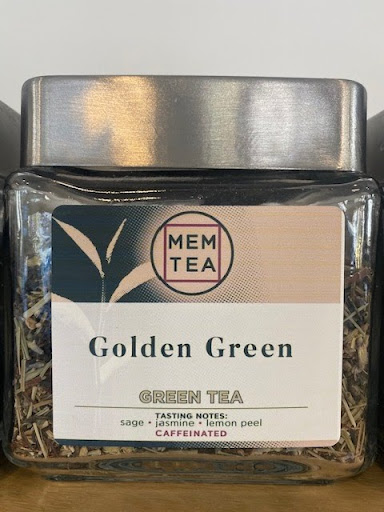 MEM
TEA
Golden Green
GREEN TEA
TASTING NOTES:
sage • jasmine • lemon peel
CAFFEINATED